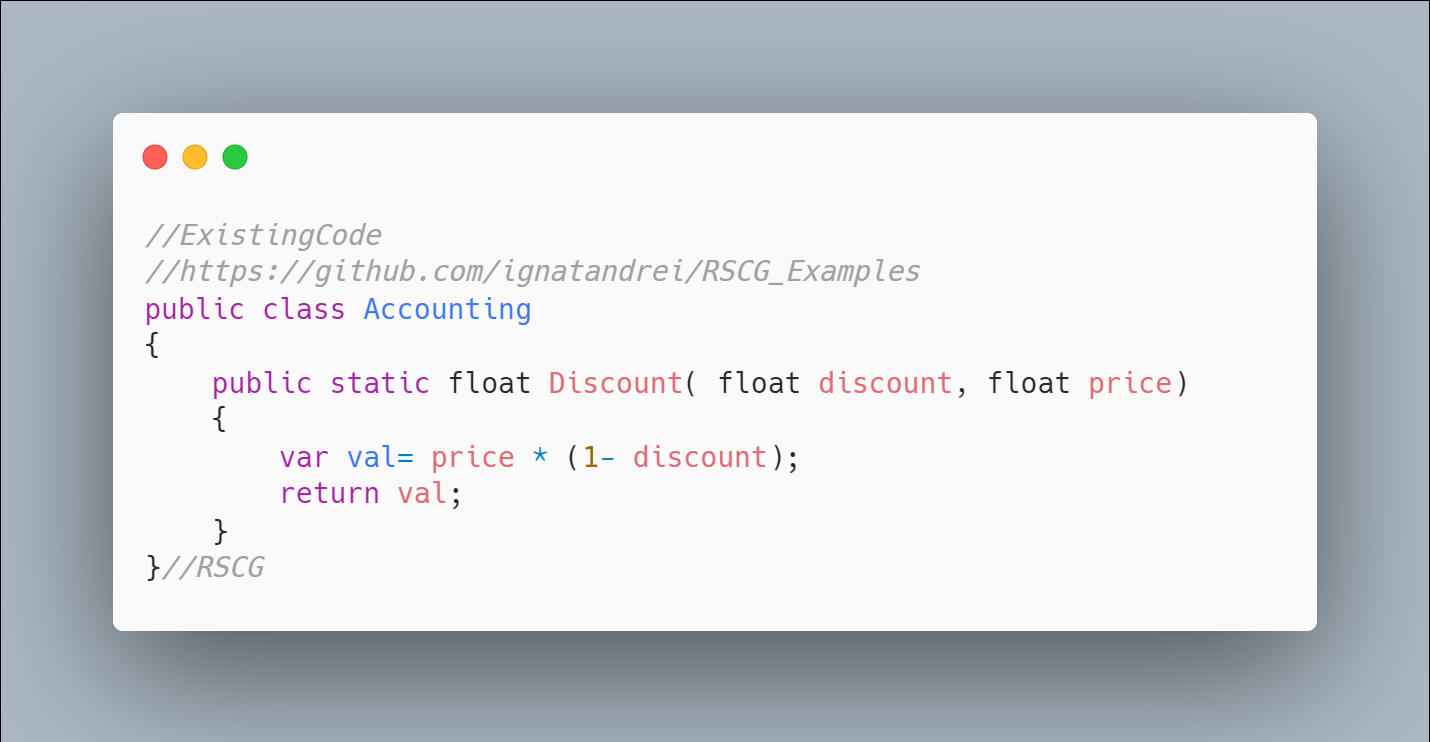 //ExistingCode
//https://github.com/ignatandrei/RSCG_Examples
public class Accounting
{
    public static float Discount( float discount, float price)
    {
        var val= price * (1- discount);
        return val;
    }
}//RSCG